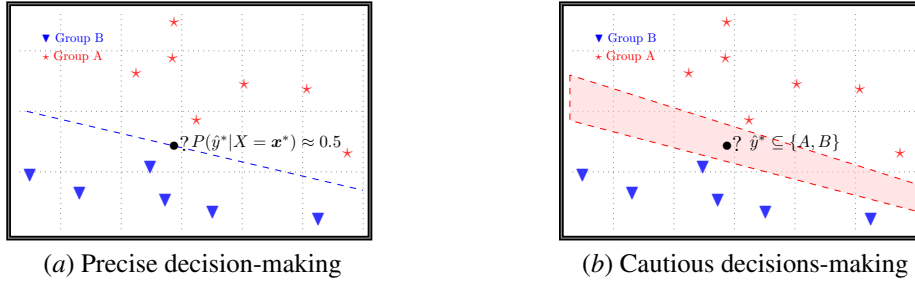 Group B
Group A
? P(ŷ*|X = x*) ≈ 0.5
(a) Precise decision-making
Group B
Group A
? ŷ* ⊆ {A, B}
(b) Cautious decisions-making